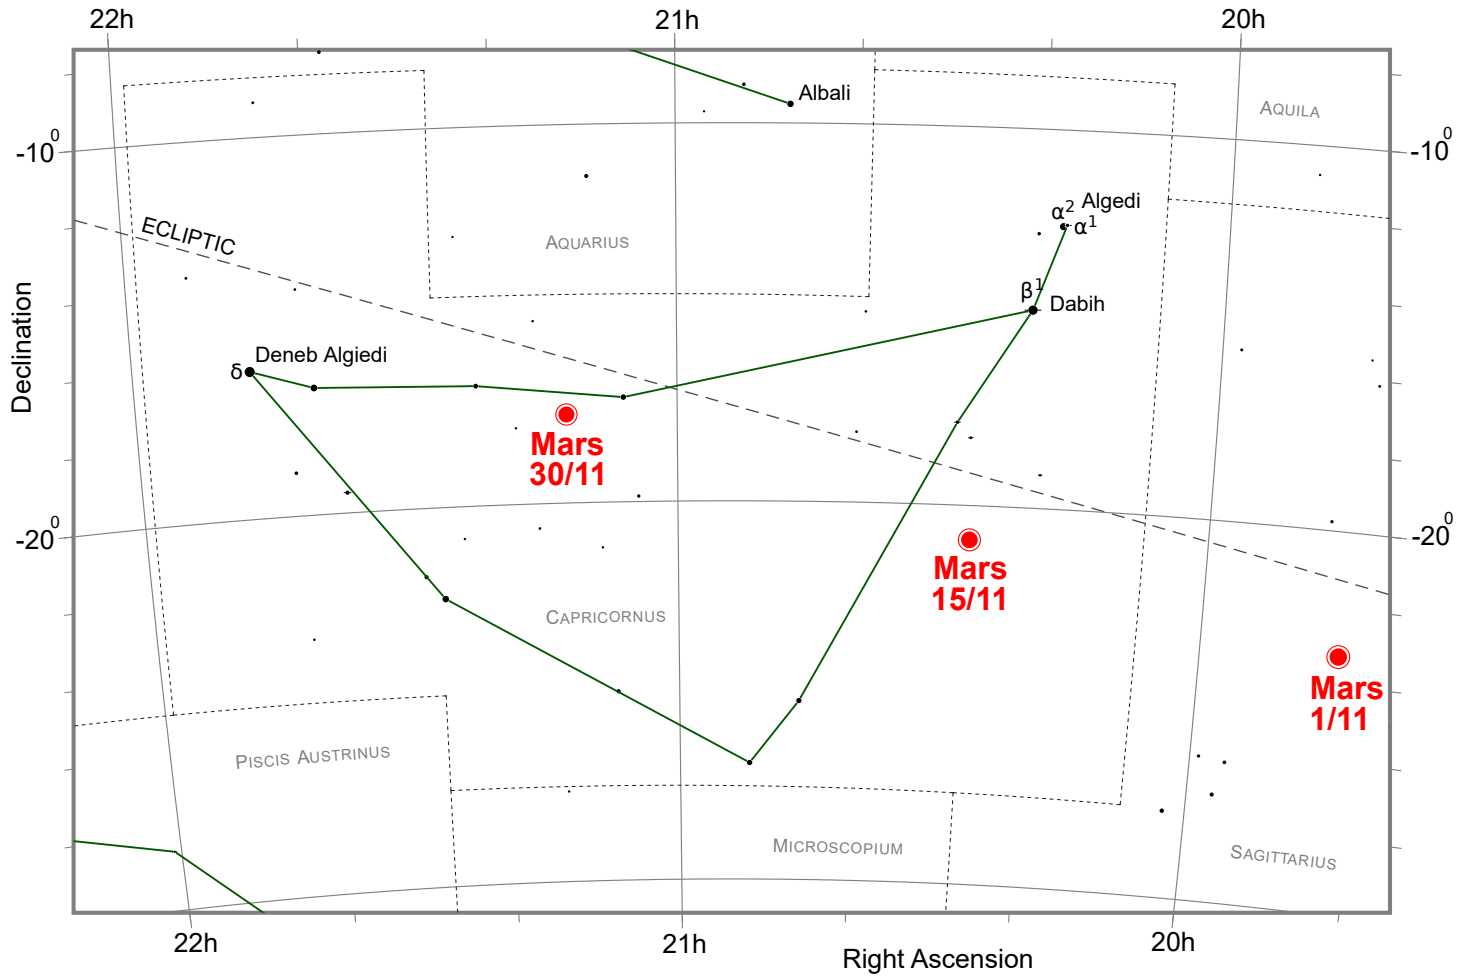 22h
21h
20h
Albali
AQUILA
-10⁰
-10⁰
α² Algedi
α¹
ECLIPTIC
AQUARIUS
β¹
Dabih
Declination
Deneb Algiedi
δ
Mars
30/11
-20⁰
-20⁰
Mars
15/11
CAPRICORNUS
Mars
1/11
PISCIS AUSTRINUS
MICROSCOPIUM
SAGITTARIUS
22h
21h
20h
Right Ascension